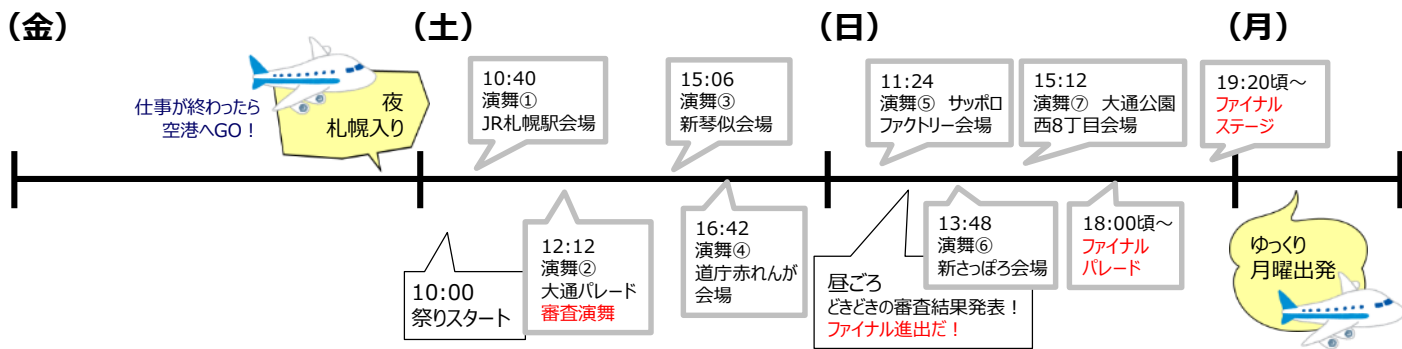 （金）
（土）
（日）
（月）
仕事が終わったら
空港へGO！
夜
札幌入り
10:40
演舞①
JR札幌駅会場
15:06
演舞③
新琴似会場
11:24
演舞⑤　サッポロ
ファクトリー会場
15:12
演舞⑦　大通公園
西8丁目会場
19:20頃～
ファイナル
ステージ
10:00
祭りスタート
12:12
演舞②
大通パレード
審査演舞
16:42
演舞④
道庁赤れんが
会場
昼ごろ
どきどきの審査結果発表！
ファイナル進出だ！
13:48
演舞⑥
新さっぽろ会場
18:00頃～
ファイナル
パレード
ゆっくり
月曜出発